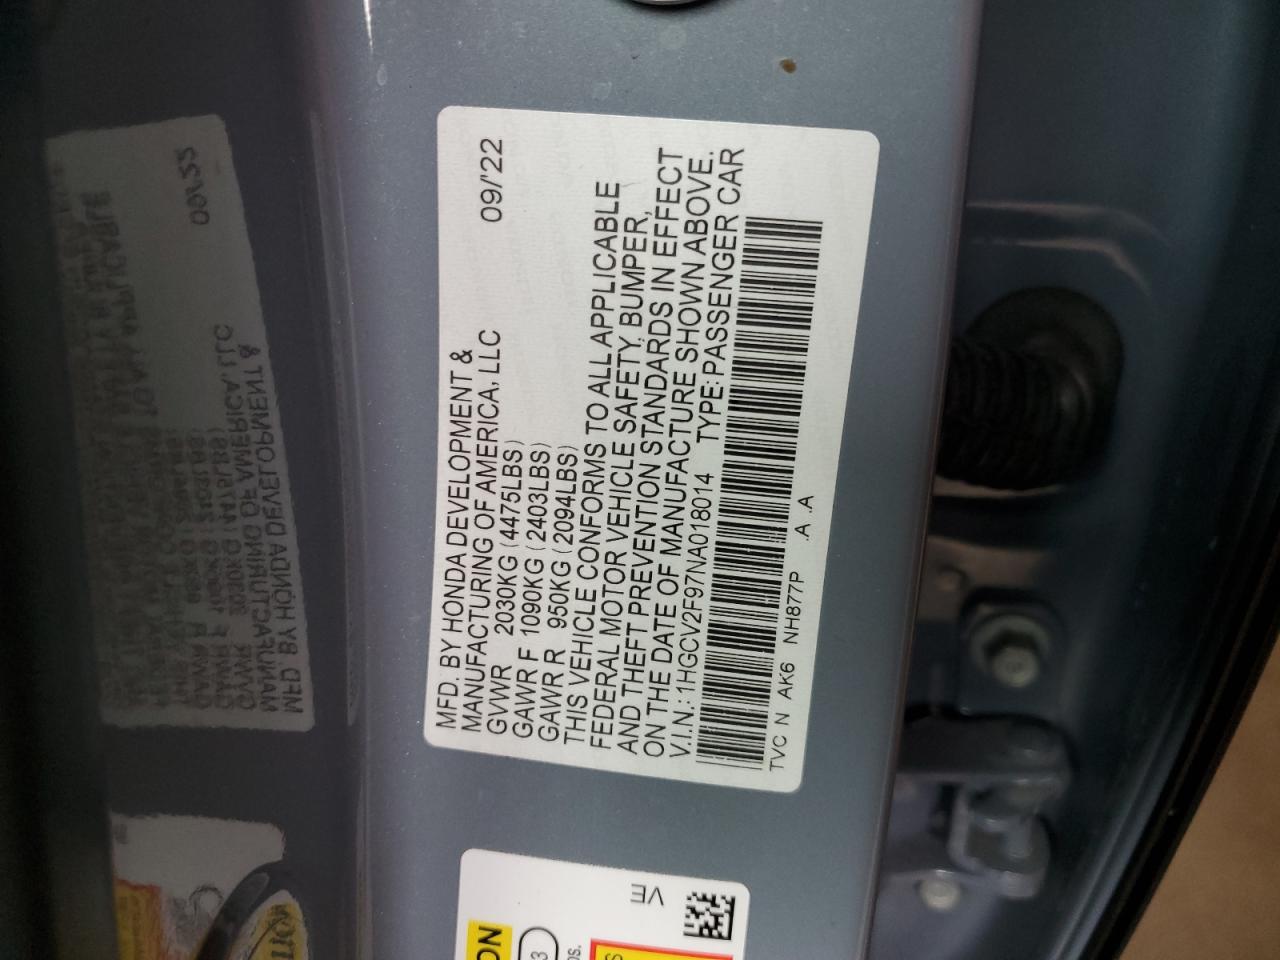 MFD. BY HONDA DEVELOPMENT &
MANUFACTURING OF AMERICA, LLC 09/'22
GVWR 2030KG (4475LBS)
GAWR F 1090KG (2403LBS)
GAWR R 950KG (2094LBS)
THIS VEHICLE CONFORMS TO ALL APPLICABLE
FEDERAL MOTOR VEHICLE SAFETY, BUMPER,
AND THEFT PREVENTION STANDARDS IN EFFECT
ON THE DATE OF MANUFACTURE SHOWN ABOVE.
V.I.N.: 1HGCV2F97NA018014 TYPE: PASSENGER CAR
TVC N AK6 NH877P .A .A
VE
ON
3